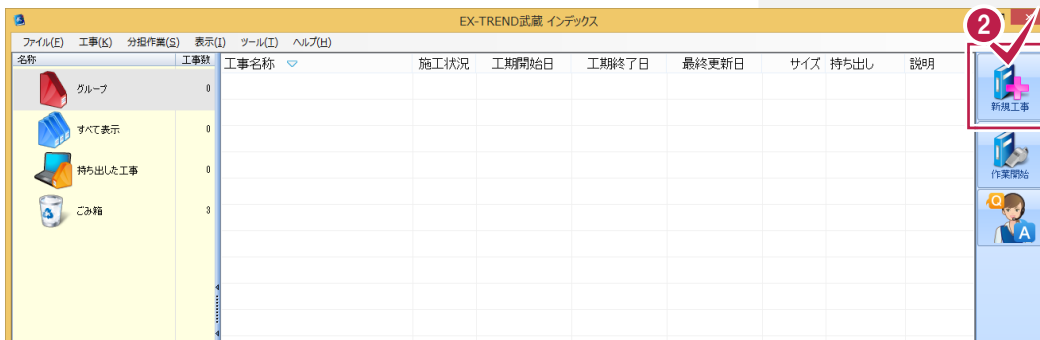 EX-TREND武蔵 インデックス
2
ファイル(F) 工事(K) 分担作業(S) 表示(I) ツール(T) ヘルプ(H)
名称 工事数 工事名称 施工状況 工期開始日 工期終了日 最終更新日 サイズ 持ち出し 説明
グループ 0
新規工事
すべて表示 0
持ち出した工事 0
作業開始
ごみ箱 3
Q
A